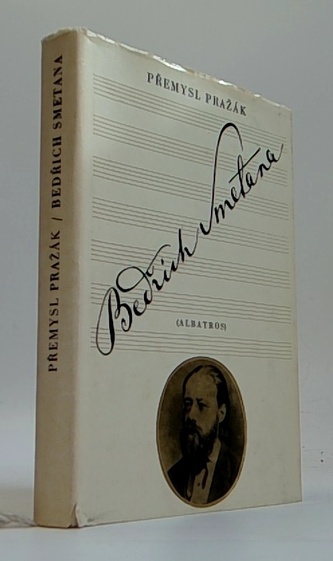 PŘEMYSL PRAŽÁK / BEDŘICH SMETANA
PŘEMYSL PRAŽÁK
Bedřich Smetana
(ALBATROS)